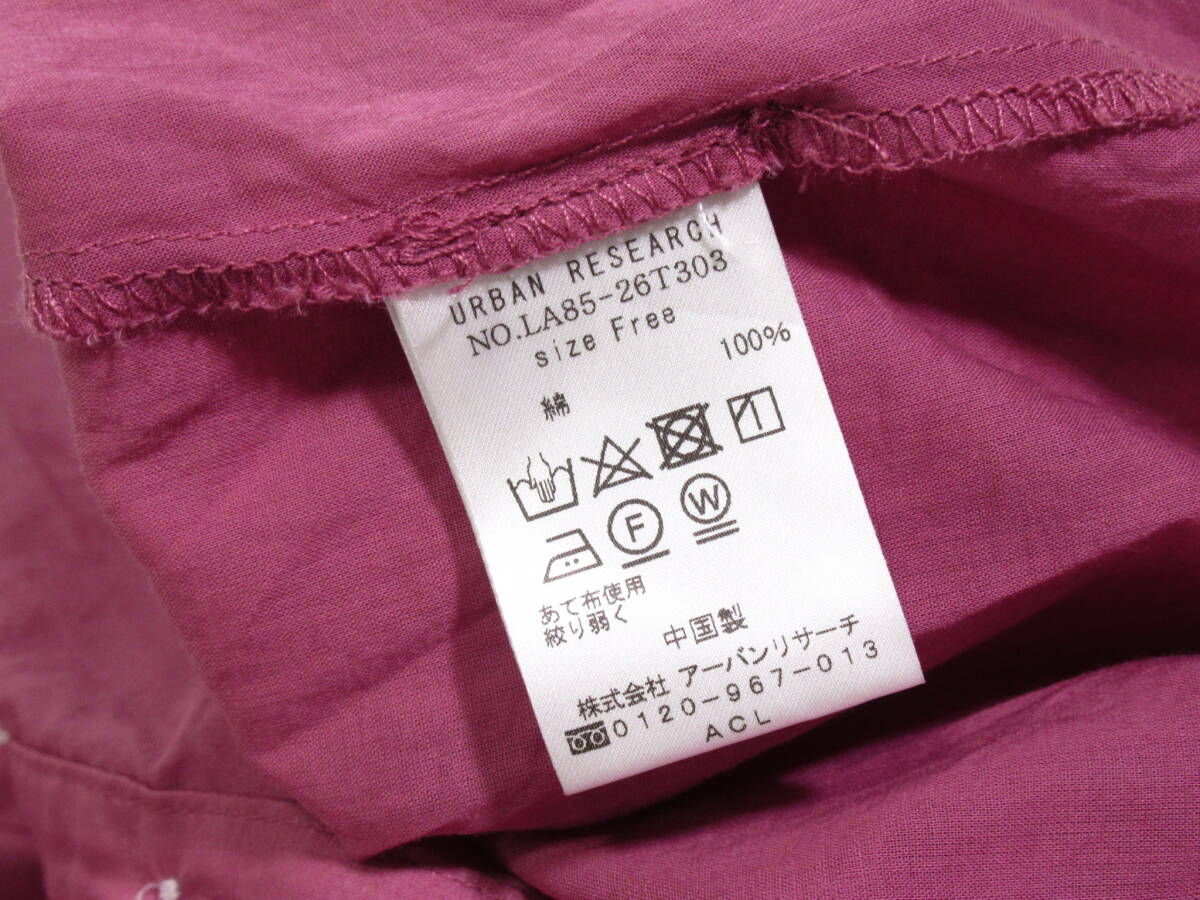 URBAN RESEARCH
NO.LA85-26T303
size Free
綿 100%
F W
あて布使用
絞り弱く
中国製
株式会社 アーバンリサーチ
0120-967-013
ACL